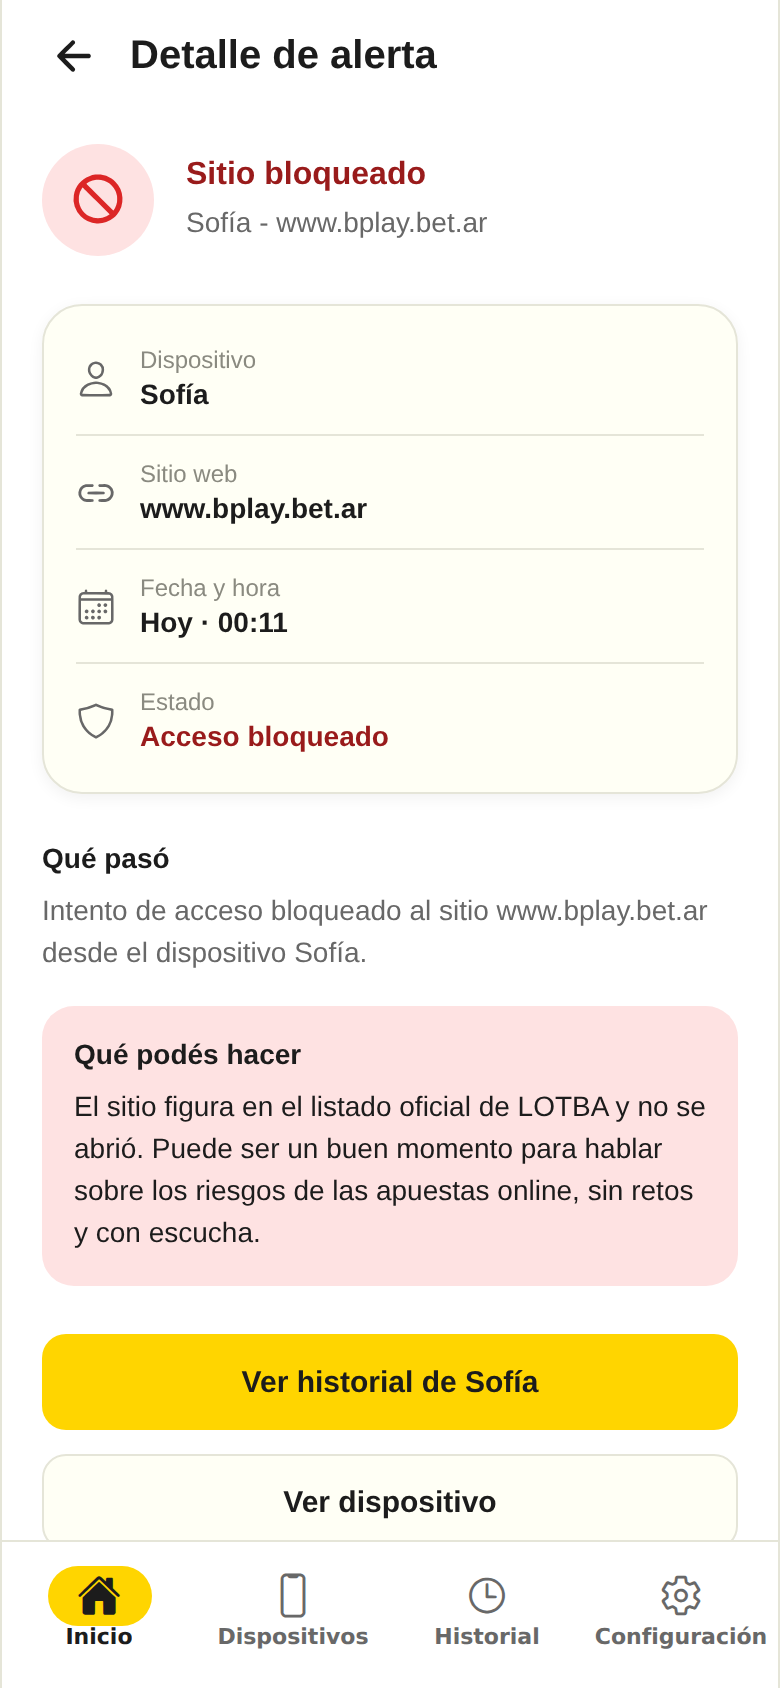 Detalle de alerta
Sitio bloqueado
Sofía - www.bplay.bet.ar
Dispositivo
Sofía
Sitio web
www.bplay.bet.ar
Fecha y hora
Hoy · 00:11
Estado
Acceso bloqueado
Qué pasó
Intento de acceso bloqueado al sitio www.bplay.bet.ar
desde el dispositivo Sofía.
Qué podés hacer
El sitio figura en el listado oficial de LOTBA y no se
abrió. Puede ser un buen momento para hablar
sobre los riesgos de las apuestas online, sin retos
y con escucha.
Ver historial de Sofía
Ver dispositivo
Inicio
Dispositivos
Historial
Configuración